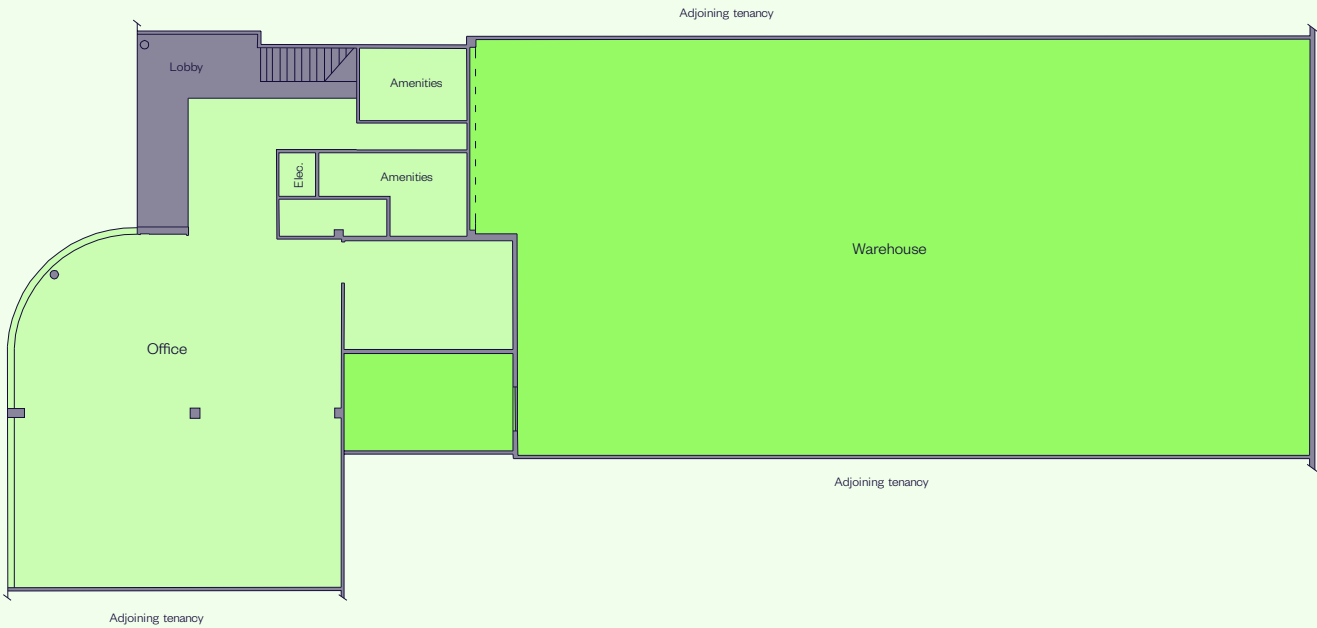 Adjoining tenancy
Lobby
Amenities
Elec.
Amenities
Warehouse
Office
Adjoining tenancy
Adjoining tenancy